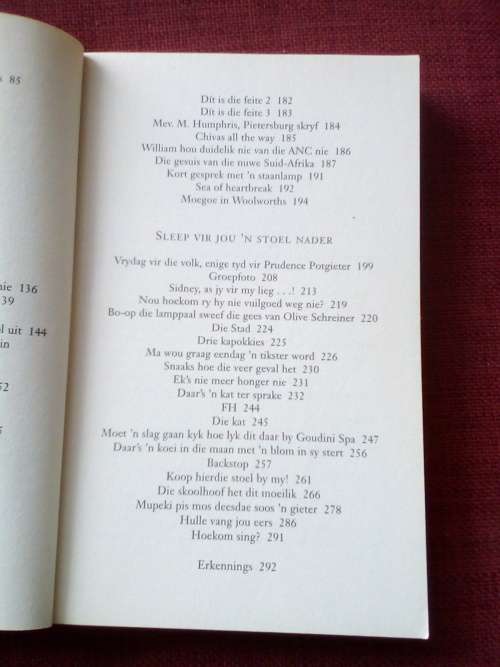 85
nie 136
39
l uit 144
in
52
5
Dít is die feite 2 182
Dít is die feite 3 183
Mev. M. Humphris, Pietersburg skryf 184
Chivas all the way 185
William hou duidelik nie van die ANC nie 186
Die gesuis van die nuwe Suid-Afrika 187
Kort gesprek met 'n staanlamp 191
Sea of heartbreak 192
Moegoe in Woolworths 194
SLEEP VIR JOU 'N STOEL NADER
Vrydag vir die volk, enige tyd vir Prudence Potgieter 199
Groepfoto 208
Sidney, as jy vir my lieg . . .! 213
Nou hoekom ry hy nie vuilgoed weg nie? 219
Bo-op die lamppaal sweef die gees van Olive Schreiner 220
Die Stad 224
Drie kapokkies 225
Ma wou graag eendag 'n tikster word 226
Snaaks hoe die veer geval het 230
Ek's nie meer honger nie 231
Daar's 'n kat ter sprake 232
FH 244
Die kat 245
Moet 'n slag gaan kyk hoe lyk dit daar by Goudini Spa 247
Daar's 'n koei in die maan met 'n blom in sy stert 256
Backstop 257
Koop hierdie stoel by my! 261
Die skoolhoof het dit moeilik 266
Mupeki pis mos deesdae soos 'n gieter 278
Hulle vang jou eers 286
Hoekom sing? 291
Erkennings 292